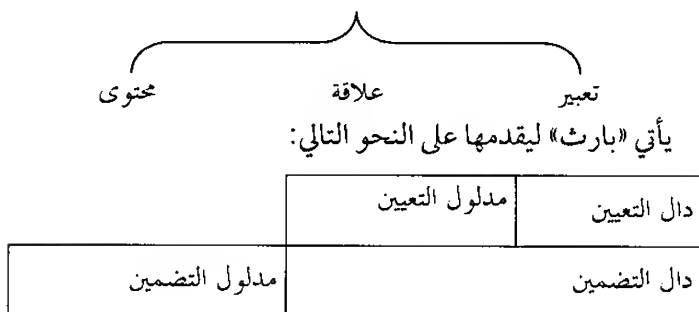 تعبير علاقة محتوى
يأتي «بارث» ليقدمها على النحو التالي:
دال التعيين مدلول التعيين
دال التضمين مدلول التضمين